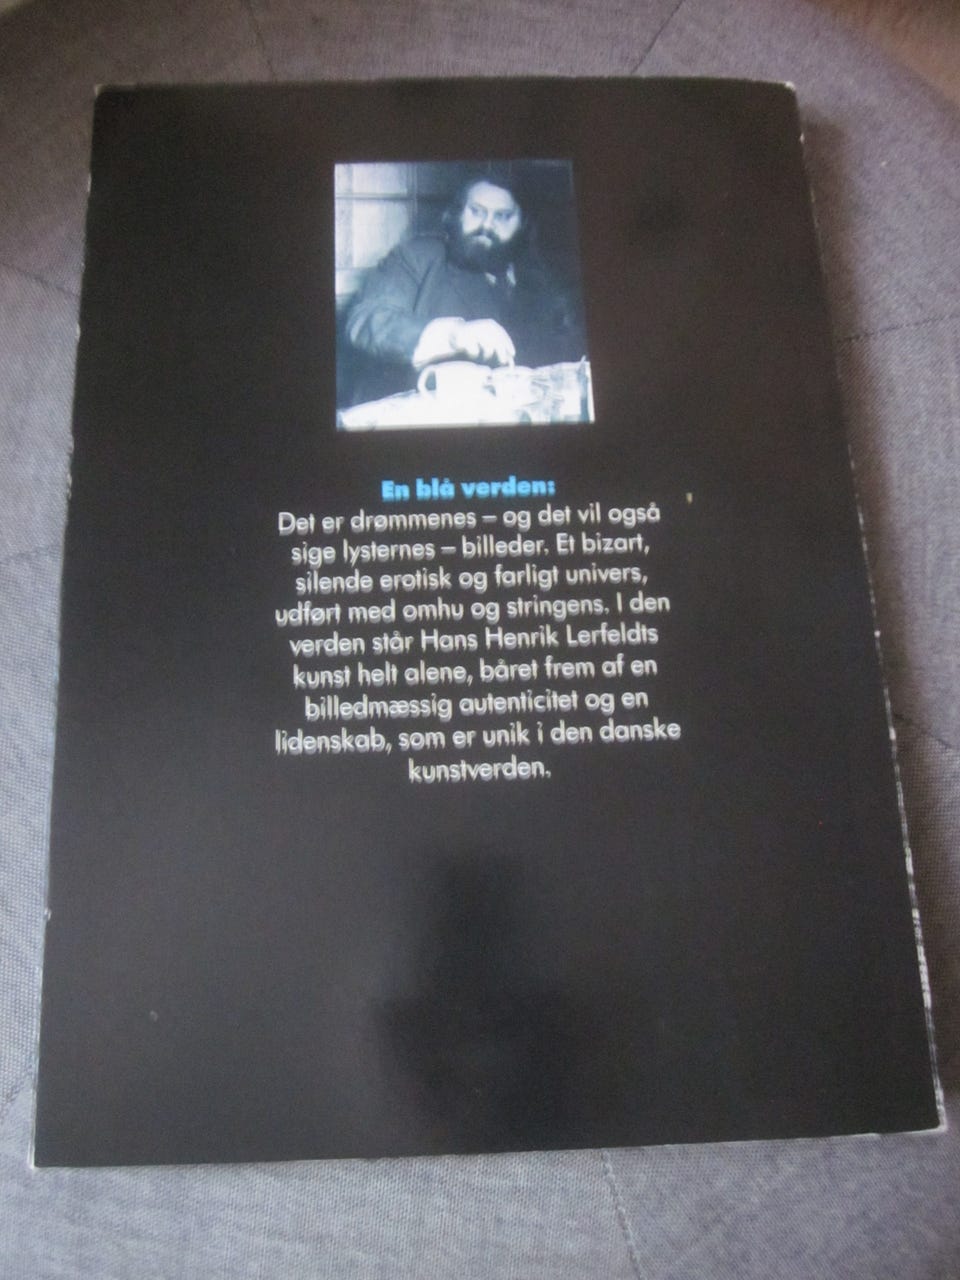 En blå verden:
Det er drømmenes – og det vil også
sige lysternes – billeder. Et bizart,
silende erotisk og farligt univers,
udført med omhu og stringens. I den
verden står Hans Henrik Lerfeldts
kunst helt alene, båret frem af en
billedmæssig autenticitet og en
lidenskab, som er unik i den danske
kunstverden.